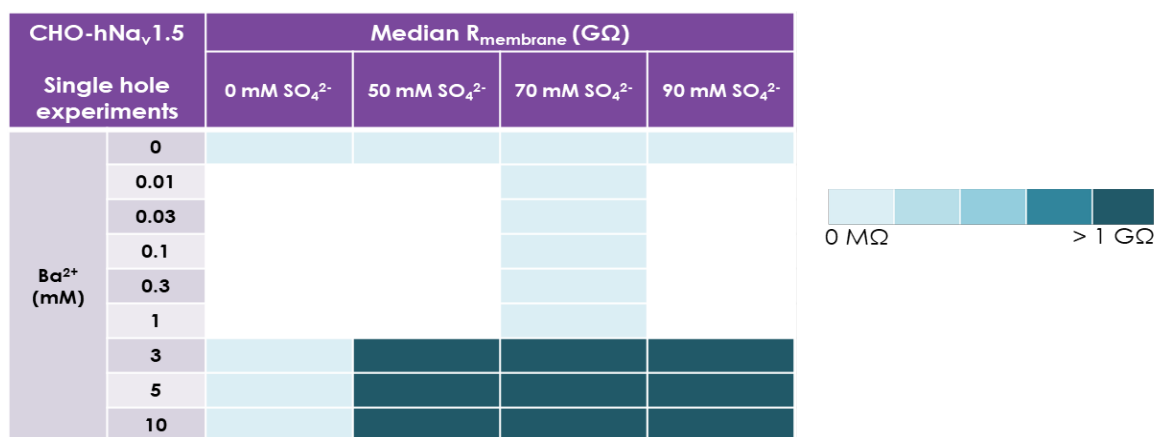 CHO-hNaᵥ1.5
Single hole
experiments
Median R_membrane (GΩ)
0 mM SO₄²⁻
50 mM SO₄²⁻
70 mM SO₄²⁻
90 mM SO₄²⁻
Ba²⁺
(mM)
0
0.01
0.03
0.1
0.3
1
3
5
10
0 MΩ
> 1 GΩ